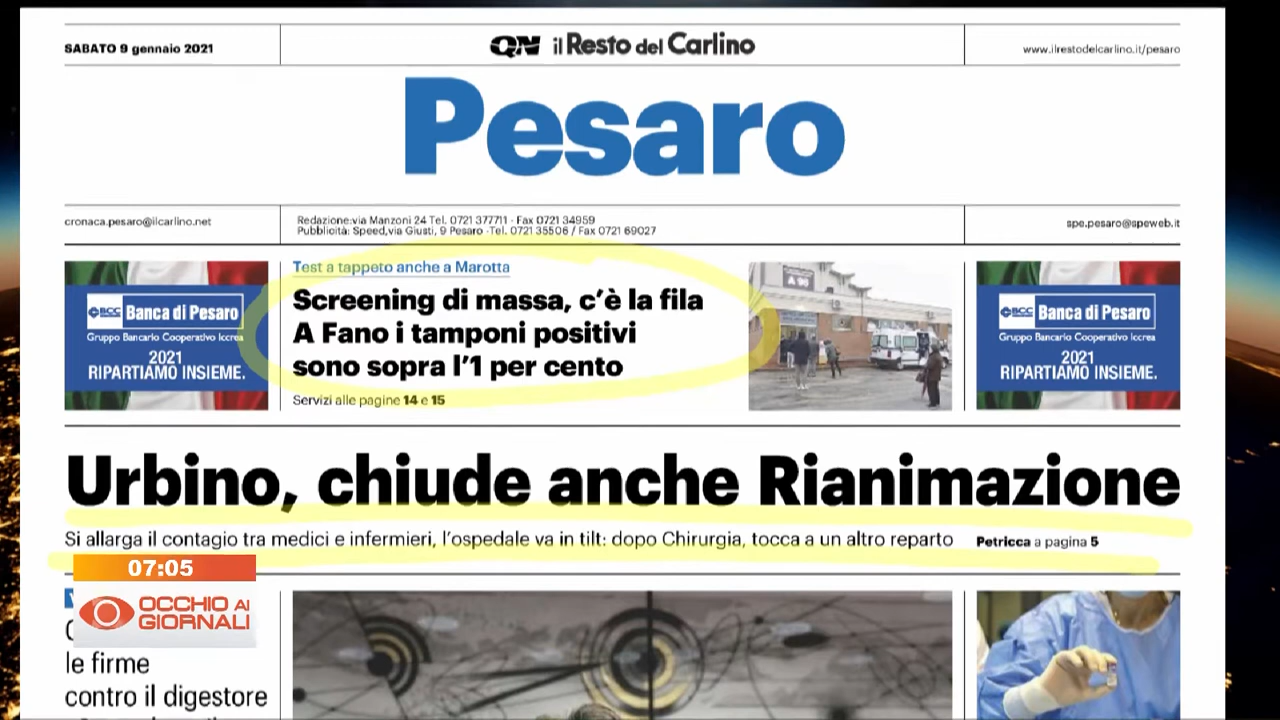 SABATO 9 gennaio 2021
QN il Resto del Carlino
www.ilrestodelcarlino.it/pesaro
Pesaro
cronaca.pesaro@ilcarlino.net
Redazione:via Manzoni 24 Tel. 0721 377711 - Fax 0721 34959
Pubblicità: Speed,via Giusti, 9 Pesaro -Tel. 0721 35506 / Fax 0721 69027
spe.pesaro@speweb.it
BCC Banca di Pesaro
Gruppo Bancario Cooperativo Iccrea
2021
RIPARTIAMO INSIEME.
Test a tappeto anche a Marotta
Screening di massa, c'è la fila
A Fano i tamponi positivi
sono sopra l'1 per cento
Servizi alle pagine 14 e 15
BCC Banca di Pesaro
Gruppo Bancario Cooperativo Iccrea
2021
RIPARTIAMO INSIEME.
Urbino, chiude anche Rianimazione
Si allarga il contagio tra medici e infermieri, l'ospedale va in tilt: dopo Chirurgia, tocca a un altro reparto
Petricca a pagina 5
07:05
OCCHIO AI
GIORNALI
le firme
contro il digestore